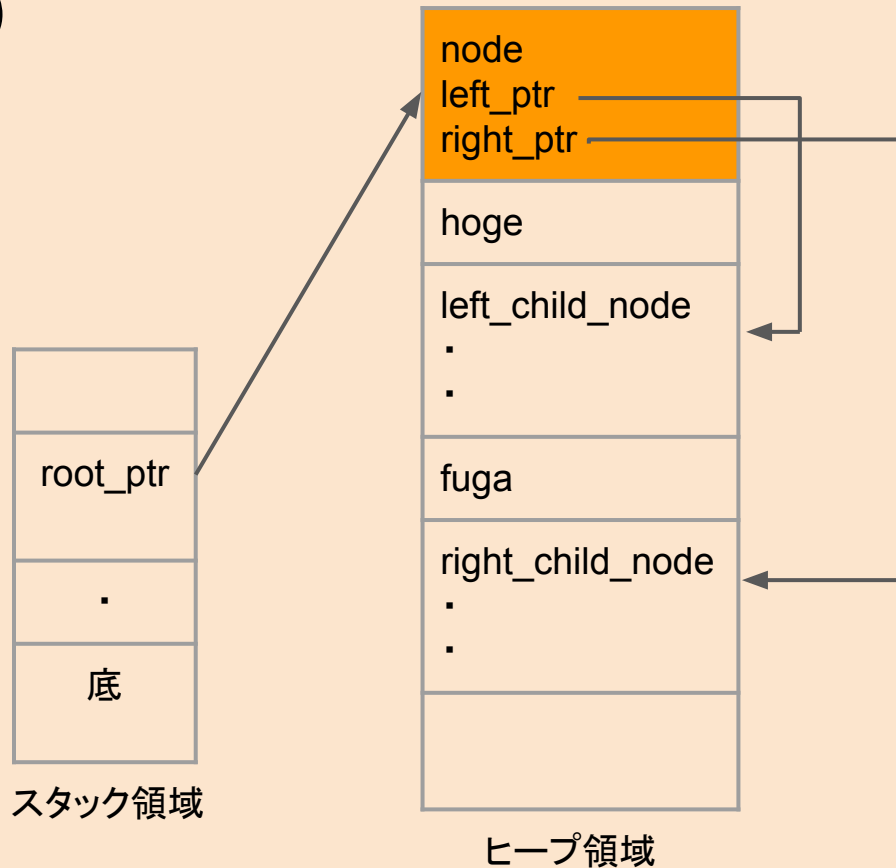 )
node
left_ptr
right_ptr
hoge
left_child_node
・
・
fuga
right_child_node
・
・
root_ptr
・
底
スタック領域
ヒープ領域